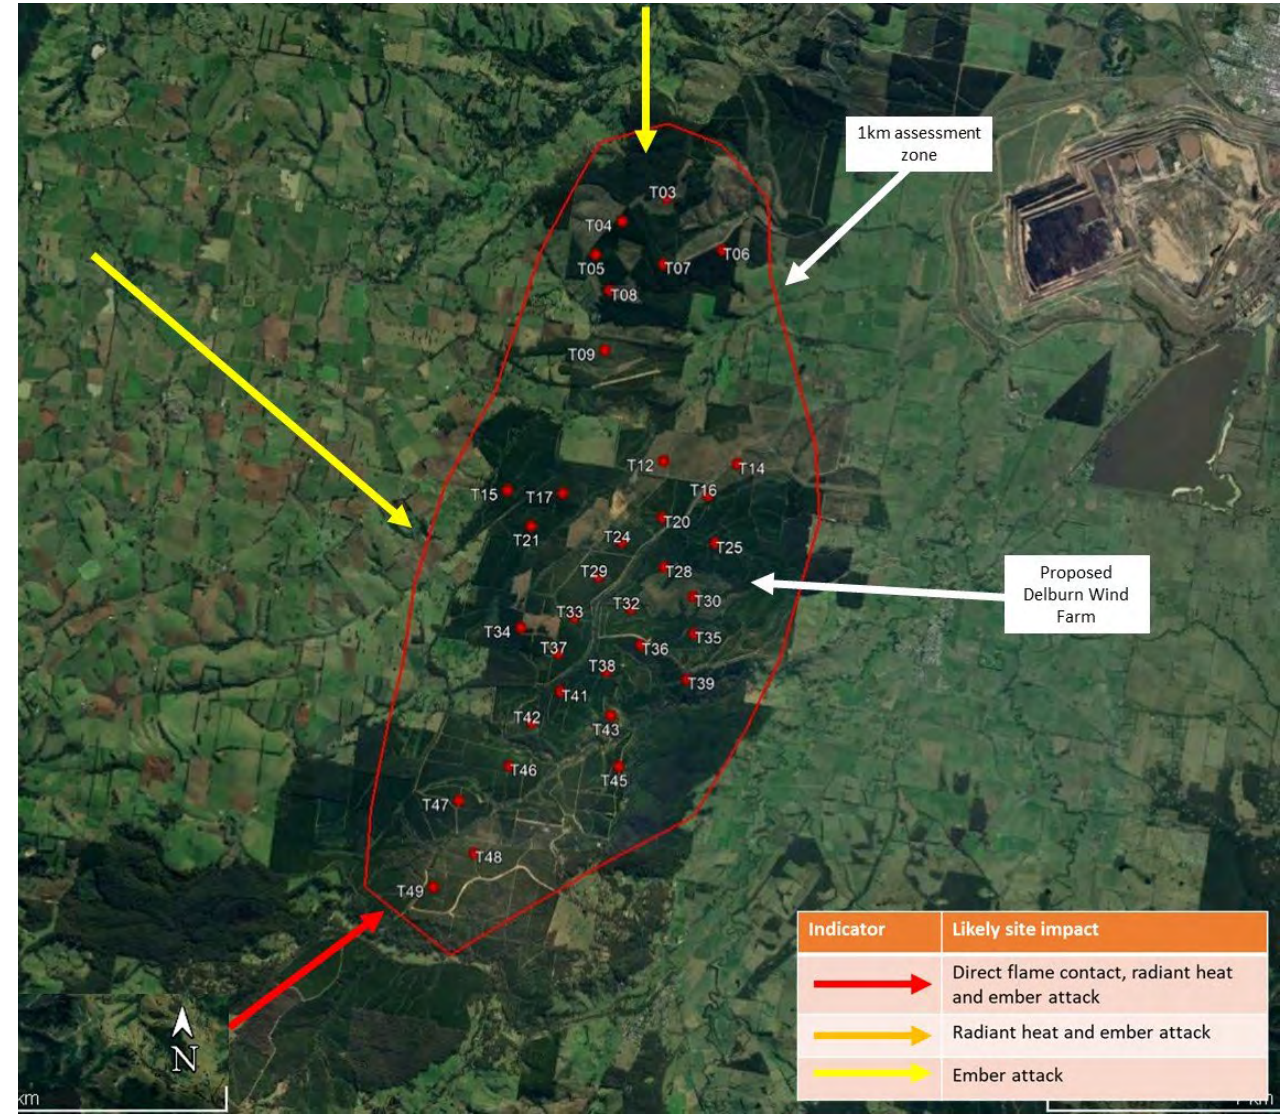 1km assessment
zone
T03
T04
T06
T05
T07
T08
T09
T12
T14
T15
T17
T16
T20
T21
T24
T25
T28
T29
T30
T32
T33
T34
T35
T36
T37
T38
T39
T41
T42
T43
T46
T45
T47
T48
T49
Proposed
Delburn Wind
Farm
Indicator
Likely site impact
Direct flame contact, radiant heat
and ember attack
Radiant heat and ember attack
Ember attack
N
km
km